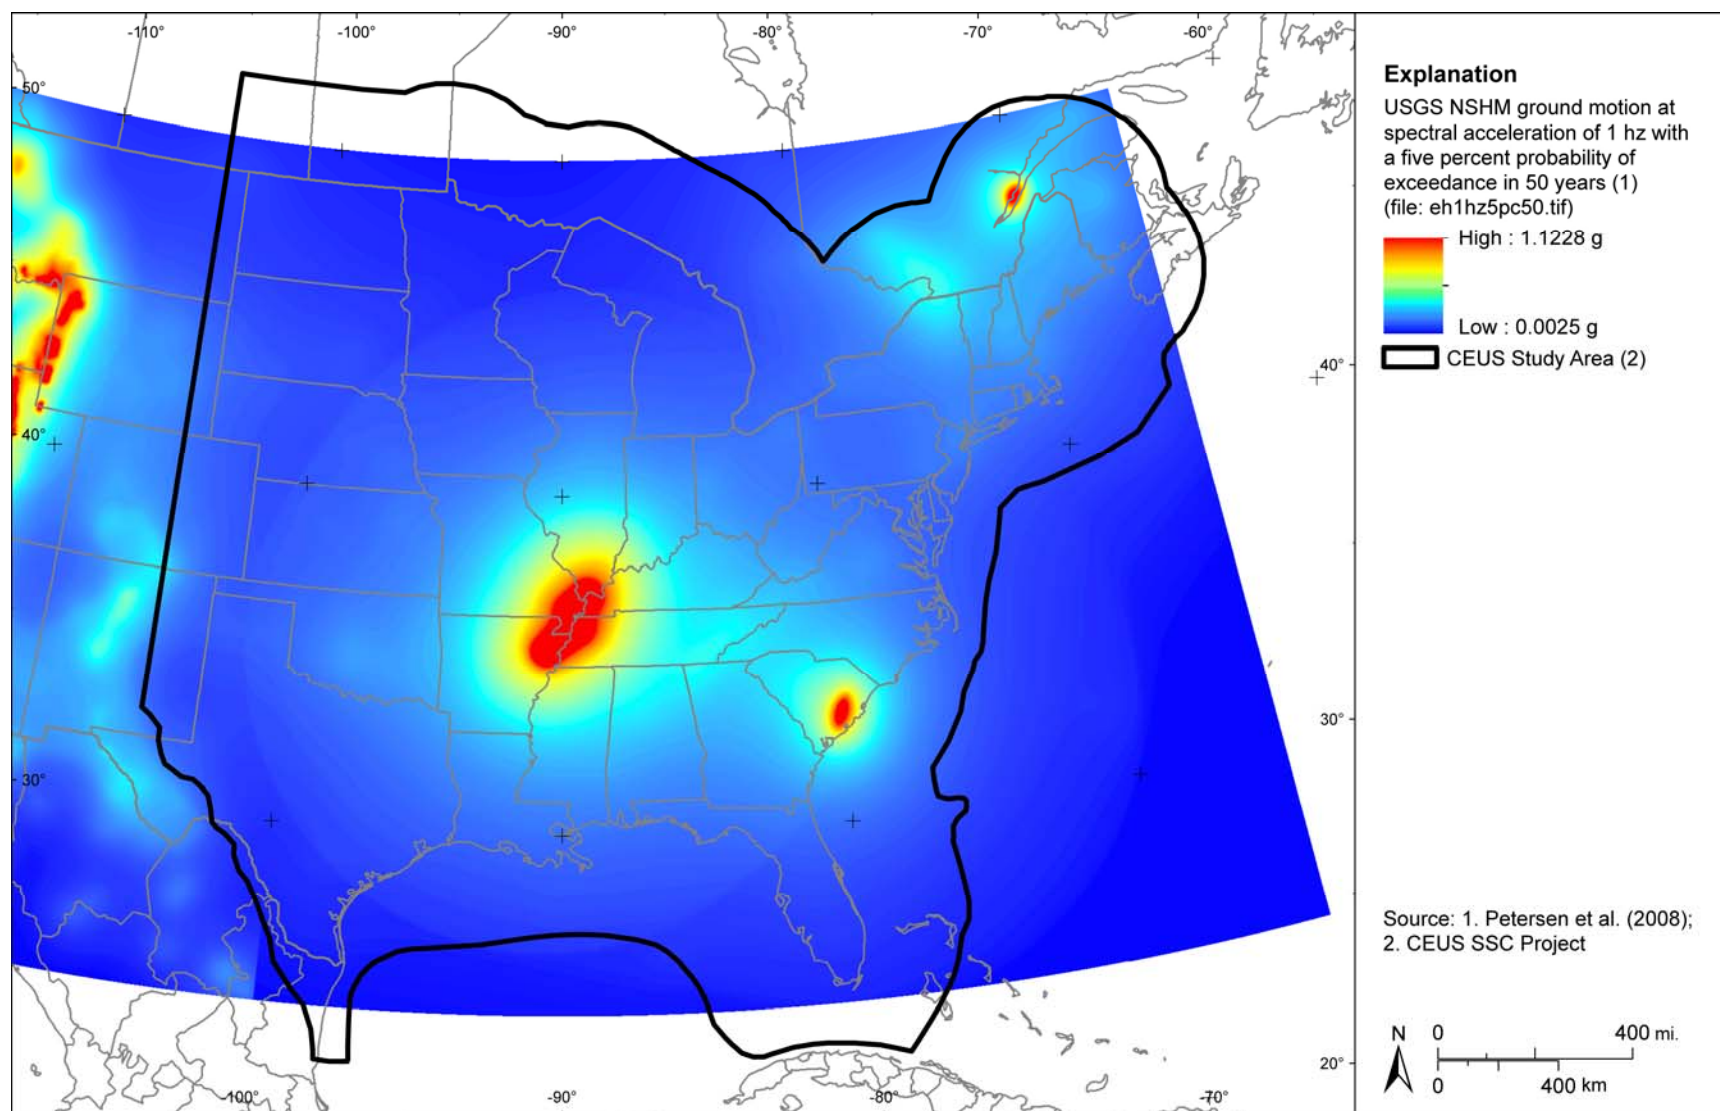 -110° -100° -90° -80° -70° -60°
50°
40°
30°
40°
30°
20°
-100° -90° -80° -70°
Explanation
USGS NSHM ground motion at
spectral acceleration of 1 hz with
a five percent probability of
exceedance in 50 years (1)
(file: eh1hz5pc50.tif)
High : 1.1228 g
Low : 0.0025 g
CEUS Study Area (2)
Source: 1. Petersen et al. (2008);
2. CEUS SSC Project
N 0 400 mi.
0 400 km